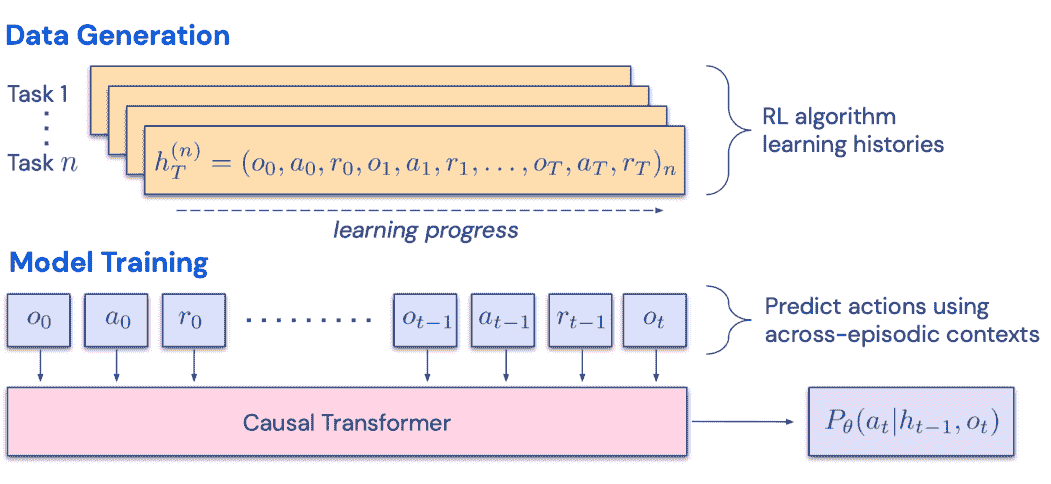 Data Generation
Task 1
Task n
h_T^{(n)} = (o_0, a_0, r_0, o_1, a_1, r_1, ..., o_T, a_T, r_T)_n
RL algorithm
learning histories
learning progress
Model Training
o_0 a_0 r_0 ......... o_{t-1} a_{t-1} r_{t-1} o_t
Predict actions using
across-episodic contexts
Causal Transformer
P_θ(a_t|h_{t-1}, o_t)